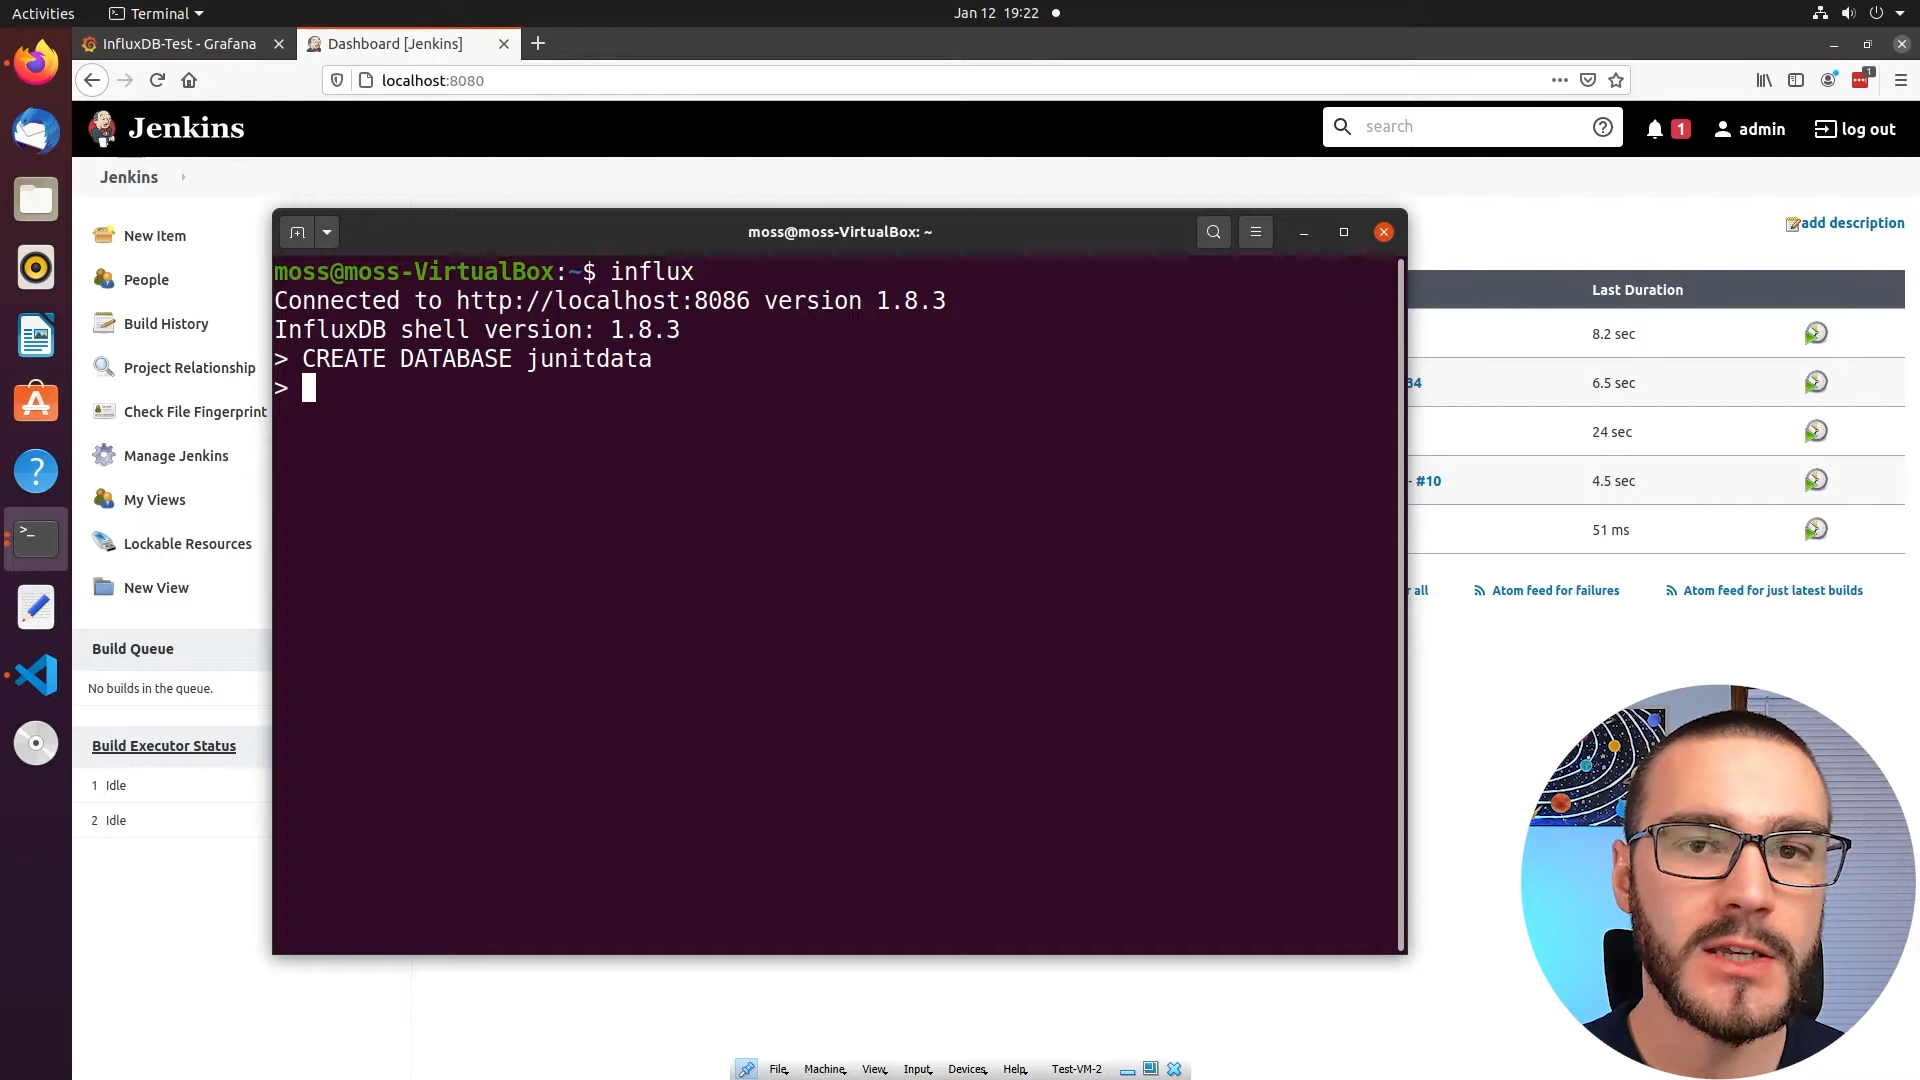 Activities
Terminal
Jan 12 19:22
InfluxDB-Test - Grafana
Dashboard [Jenkins]
localhost:8080
1
Jenkins
search
1
admin
log out
Jenkins
add description
New Item
People
Build History
Project Relationship
Check File Fingerprint
Manage Jenkins
My Views
Lockable Resources
New View
Build Queue
No builds in the queue.
Build Executor Status
1 Idle
2 Idle
moss@moss-VirtualBox: ~
moss@moss-VirtualBox:~$ influx
Connected to http://localhost:8086 version 1.8.3
InfluxDB shell version: 1.8.3
> CREATE DATABASE junitdata
>
Last Duration
8.2 sec
34
6.5 sec
24 sec
- #10
4.5 sec
51 ms
r all
Atom feed for failures
Atom feed for just latest builds
File
Machine
View
Input
Devices
Help
Test-VM-2